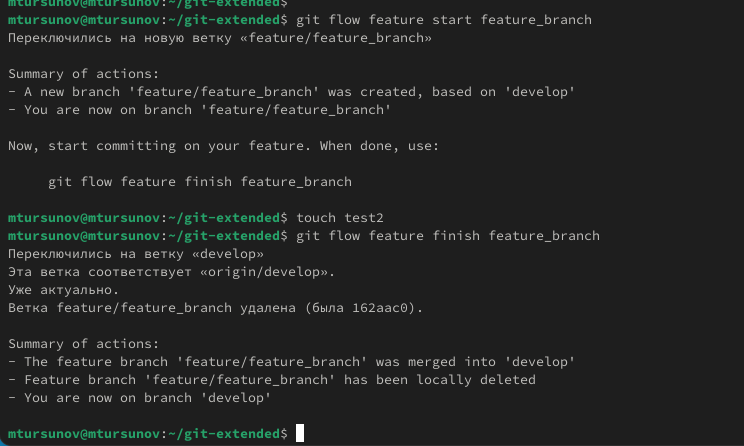 mtursunov@mtursunov:~/git-extended$
mtursunov@mtursunov:~/git-extended$ git flow feature start feature_branch
Переключились на новую ветку «feature/feature_branch»
Summary of actions:
- A new branch 'feature/feature_branch' was created, based on 'develop'
- You are now on branch 'feature/feature_branch'
Now, start committing on your feature. When done, use:
git flow feature finish feature_branch
mtursunov@mtursunov:~/git-extended$ touch test2
mtursunov@mtursunov:~/git-extended$ git flow feature finish feature_branch
Переключились на ветку «develop»
Эта ветка соответствует «origin/develop».
Уже актуально.
Ветка feature/feature_branch удалена (была 162aac0).
Summary of actions:
- The feature branch 'feature/feature_branch' was merged into 'develop'
- Feature branch 'feature/feature_branch' has been locally deleted
- You are now on branch 'develop'
mtursunov@mtursunov:~/git-extended$